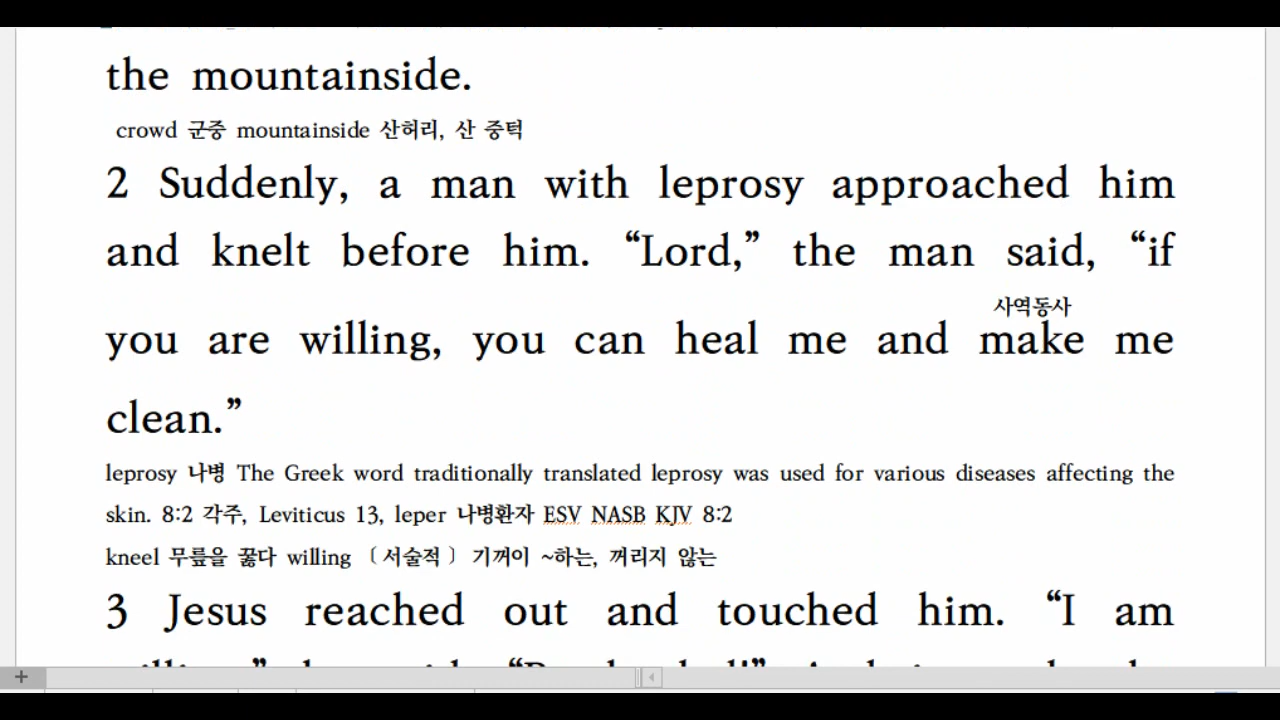 the mountainside.
crowd 군중 mountainside 산허리, 산 중턱
2 Suddenly, a man with leprosy approached him
and knelt before him. “Lord,” the man said, “if
사역동사
you are willing, you can heal me and make me
clean.”
leprosy 나병 The Greek word traditionally translated leprosy was used for various diseases affecting the
skin. 8:2 각주, Leviticus 13, leper 나병환자 ESV NASB KJV 8:2
kneel 무릎을 꿇다 willing 〔서술적〕 기꺼이 ~하는, 꺼리지 않는
3 Jesus reached out and touched him. “I am